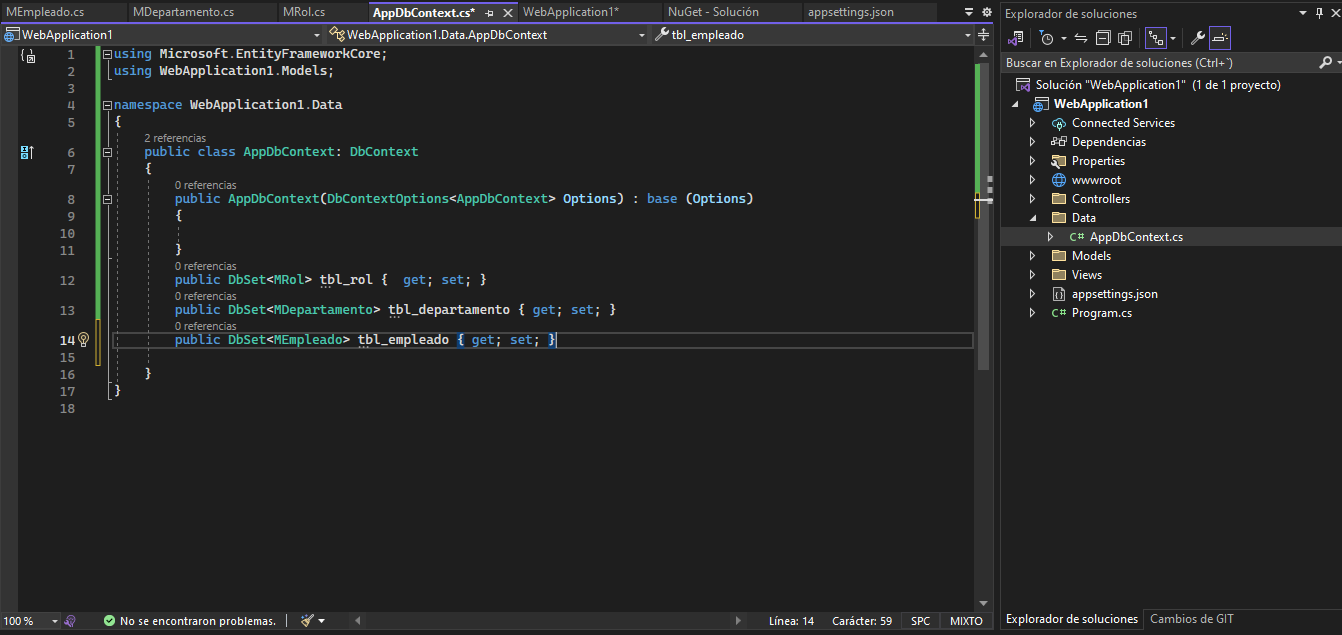 MEmpleado.cs MDepartamento.cs MRol.cs AppDbContext.cs* WebApplication1* NuGet - Solución appsettings.json
WebApplication1 WebApplication1.Data.AppDbContext tbl_empleado
1 using Microsoft.EntityFrameworkCore;
2 using WebApplication1.Models;
3
4 namespace WebApplication1.Data
5 {
2 referencias
6 public class AppDbContext: DbContext
7 {
0 referencias
8 public AppDbContext(DbContextOptions<AppDbContext> Options) : base (Options)
9 {
10
11 }
0 referencias
12 public DbSet<MRol> tbl_rol {  get; set; }
0 referencias
13 public DbSet<MDepartamento> tbl_departamento { get; set; }
0 referencias
14 public DbSet<MEmpleado> tbl_empleado { get; set; }
15
16 }
17 }
18
100 % No se encontraron problemas. Línea: 14 Carácter: 59 SPC MIXTO
Explorador de soluciones
Buscar en Explorador de soluciones (Ctrl+`)
Solución "WebApplication1" (1 de 1 proyecto)
WebApplication1
Connected Services
Dependencias
Properties
wwwroot
Controllers
Data
C# AppDbContext.cs
Models
Views
appsettings.json
C# Program.cs
Explorador de soluciones Cambios de GIT